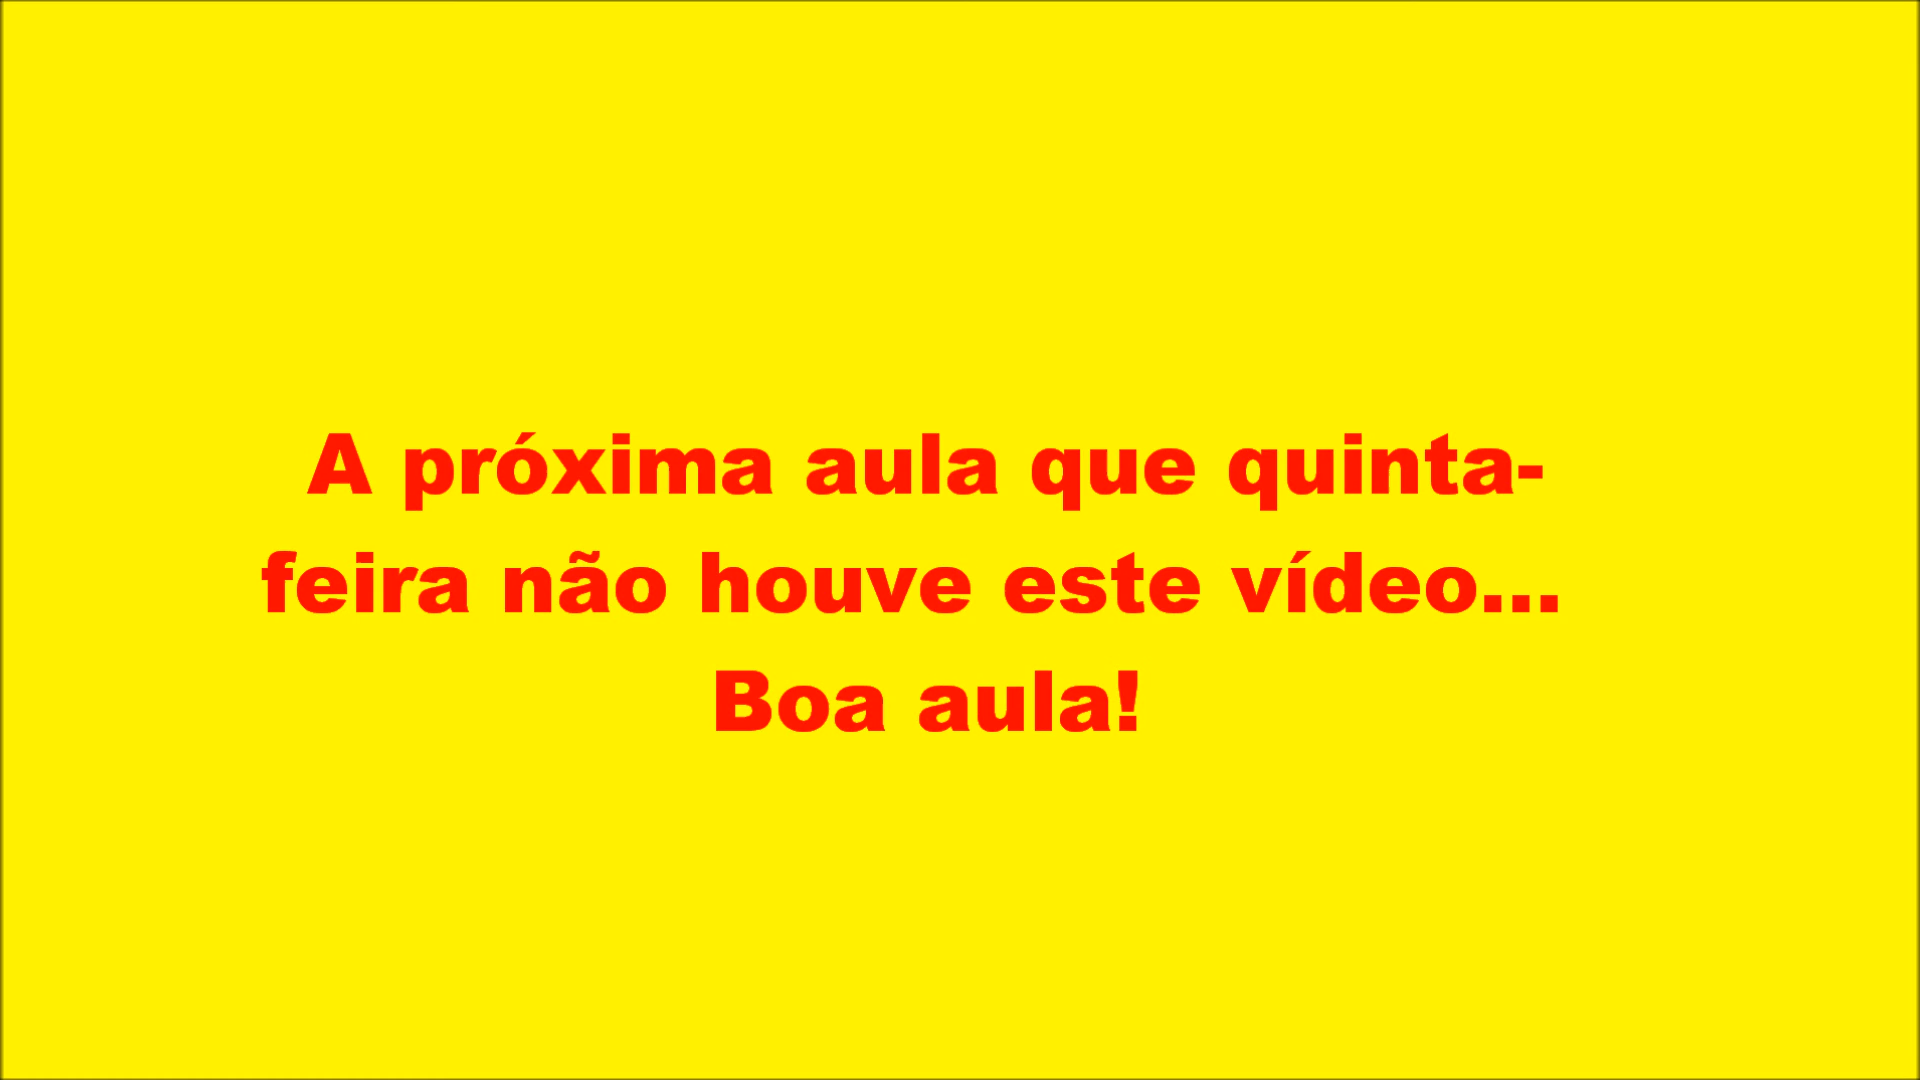 A próxima aula que quinta-
feira não houve este vídeo...
Boa aula!